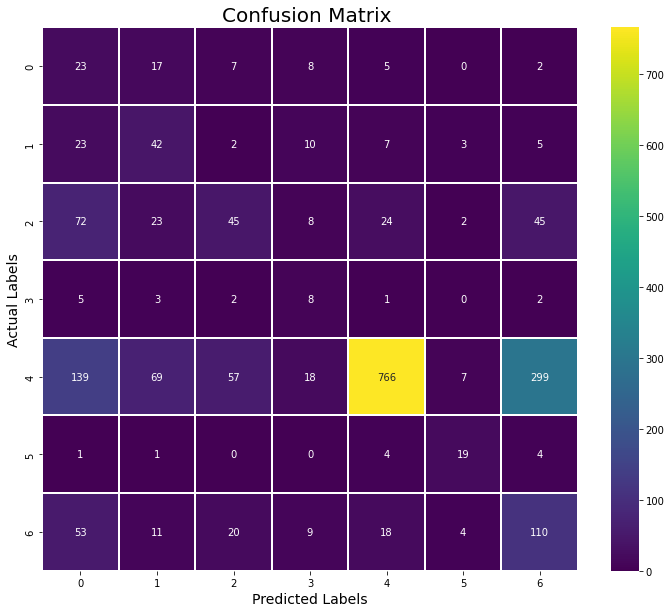 Confusion Matrix
0 23 17 7 8 5 0 2
1 23 42 2 10 7 3 5
2 72 23 45 8 24 2 45
3 5 3 2 8 1 0 2
4 139 69 57 18 766 7 299
5 1 1 0 0 4 19 4
6 53 11 20 9 18 4 110
0 1 2 3 4 5 6
Actual Labels
Predicted Labels
700
600
500
400
300
200
100
0